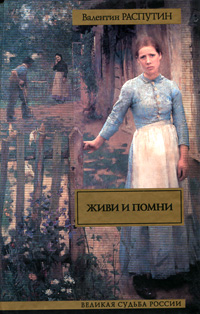 Валентин РАСПУТИН
ЖИВИ И ПОМНИ
ВЕЛИКАЯ СУДЬБА РОССИИ